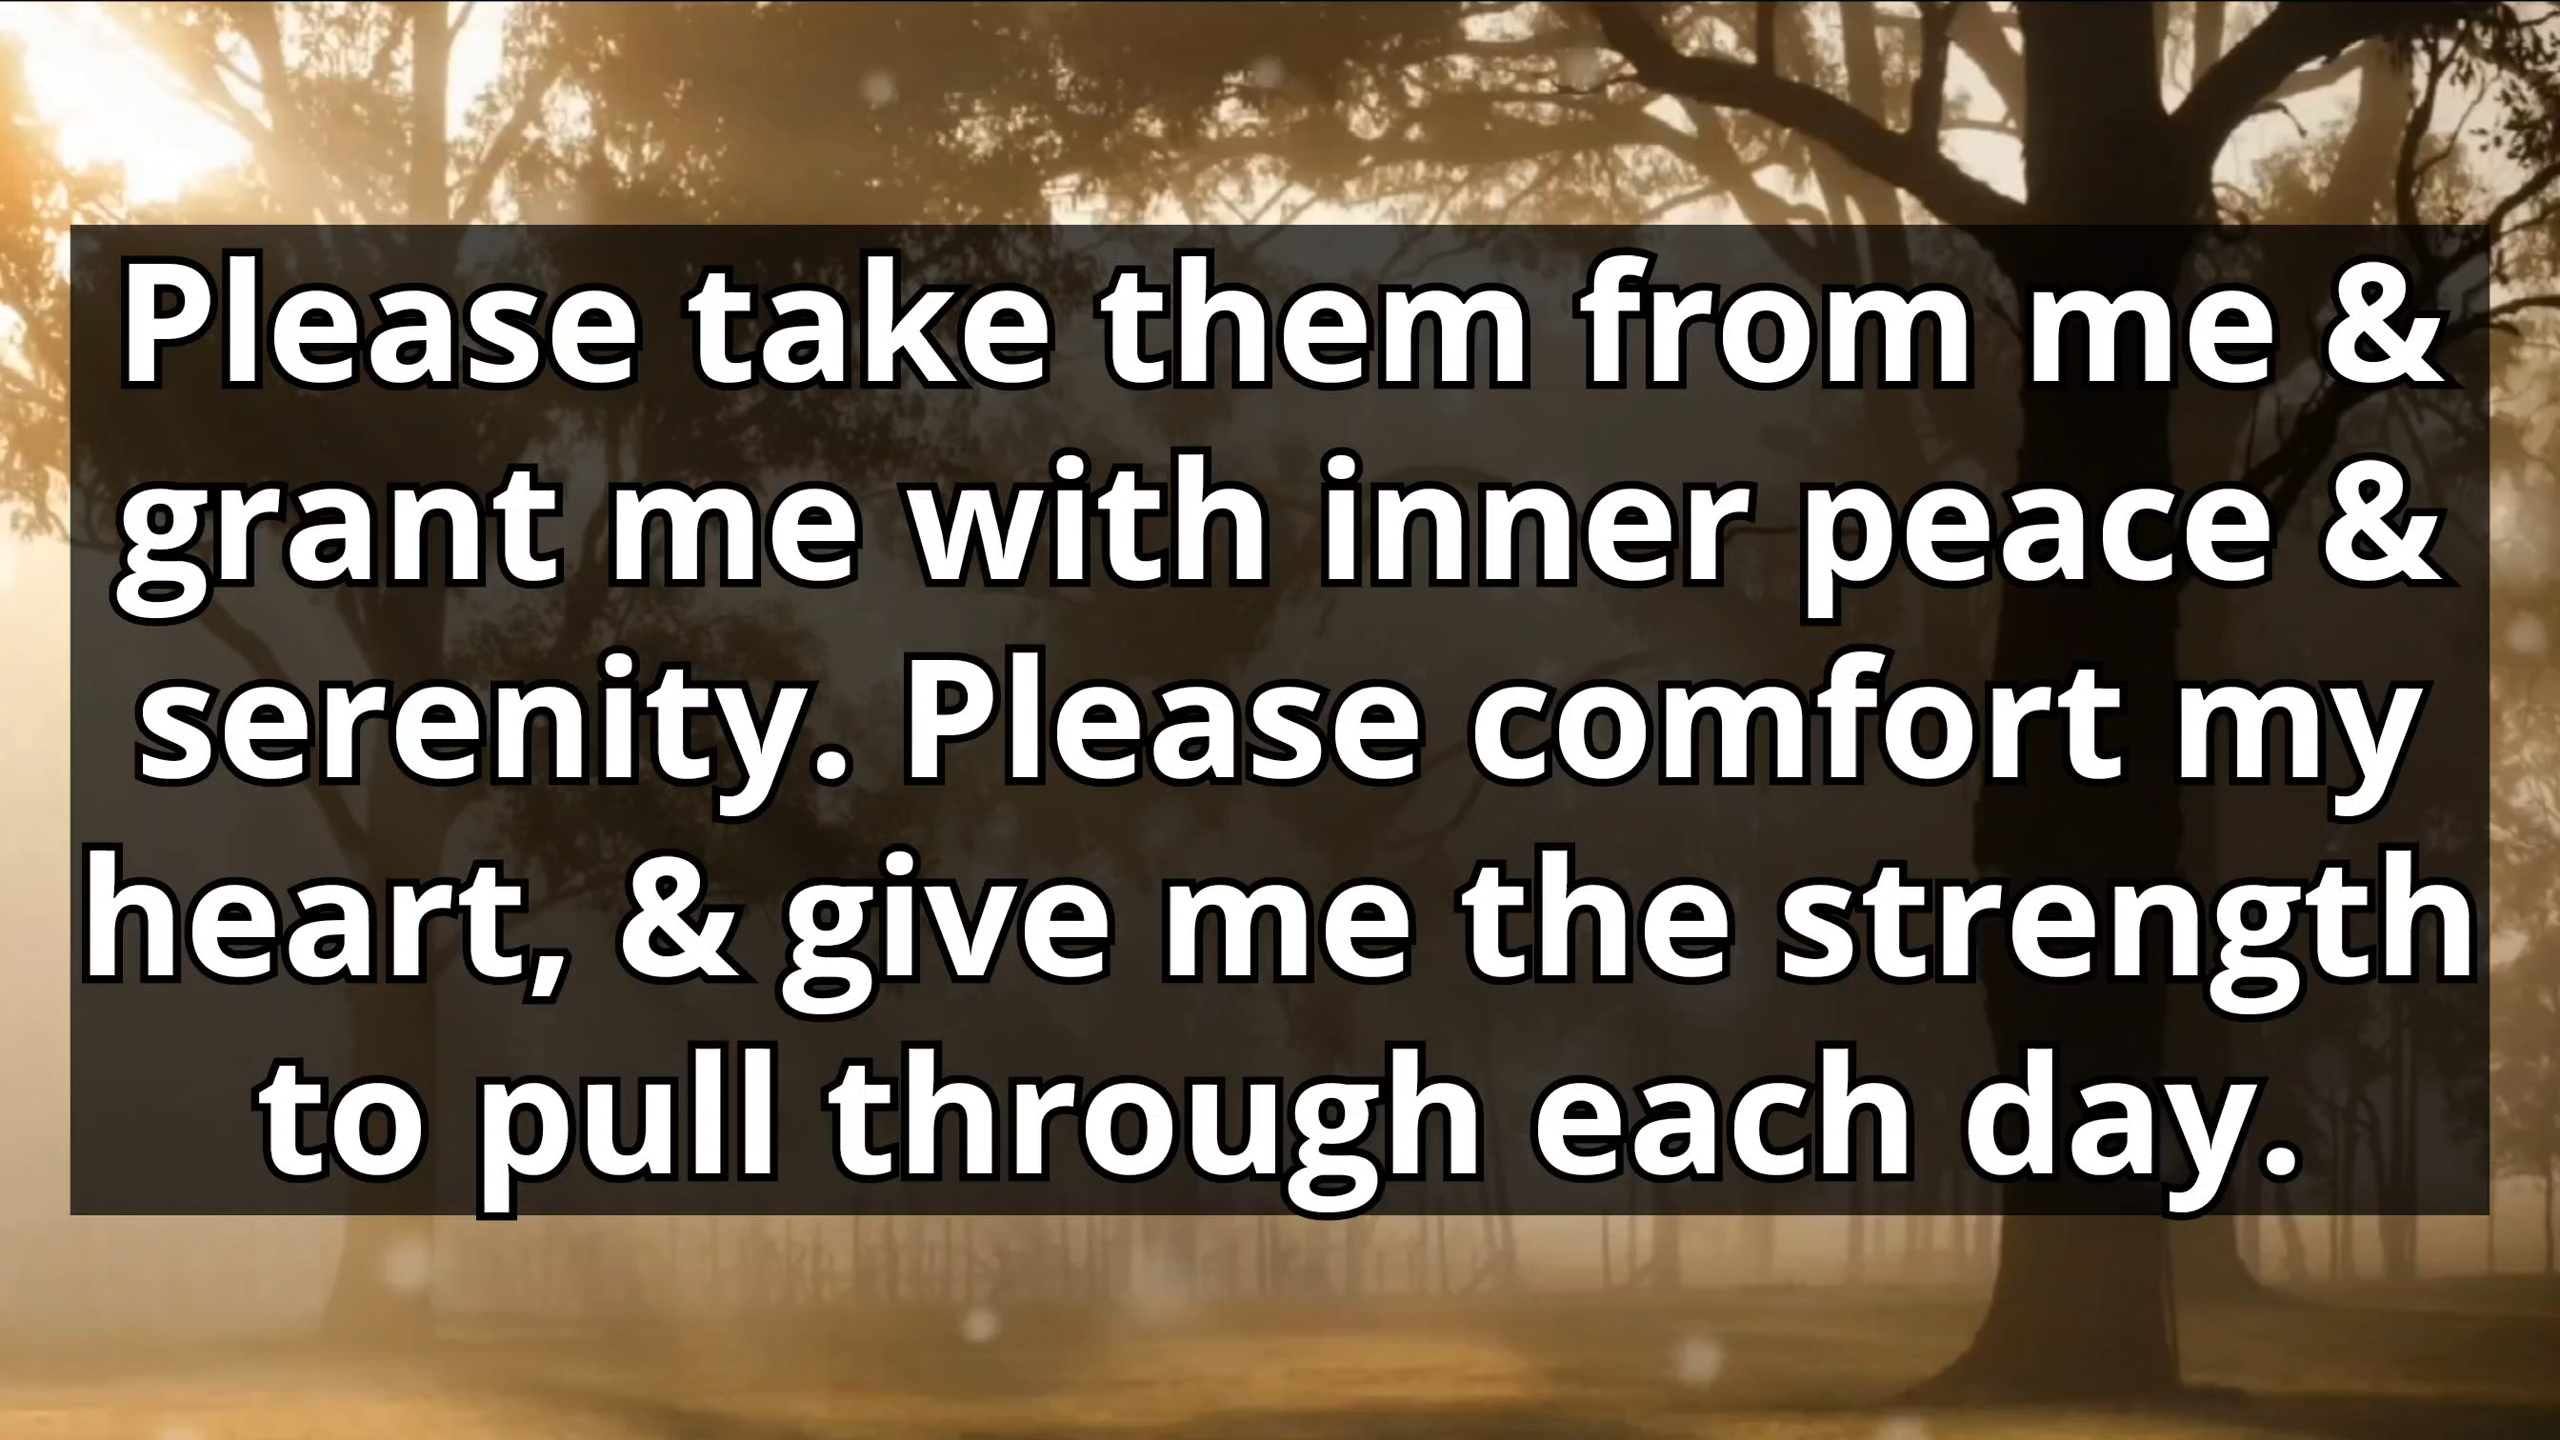 Please take them from me &
grant me with inner peace &
serenity. Please comfort my
heart, & give me the strength
to pull through each day.